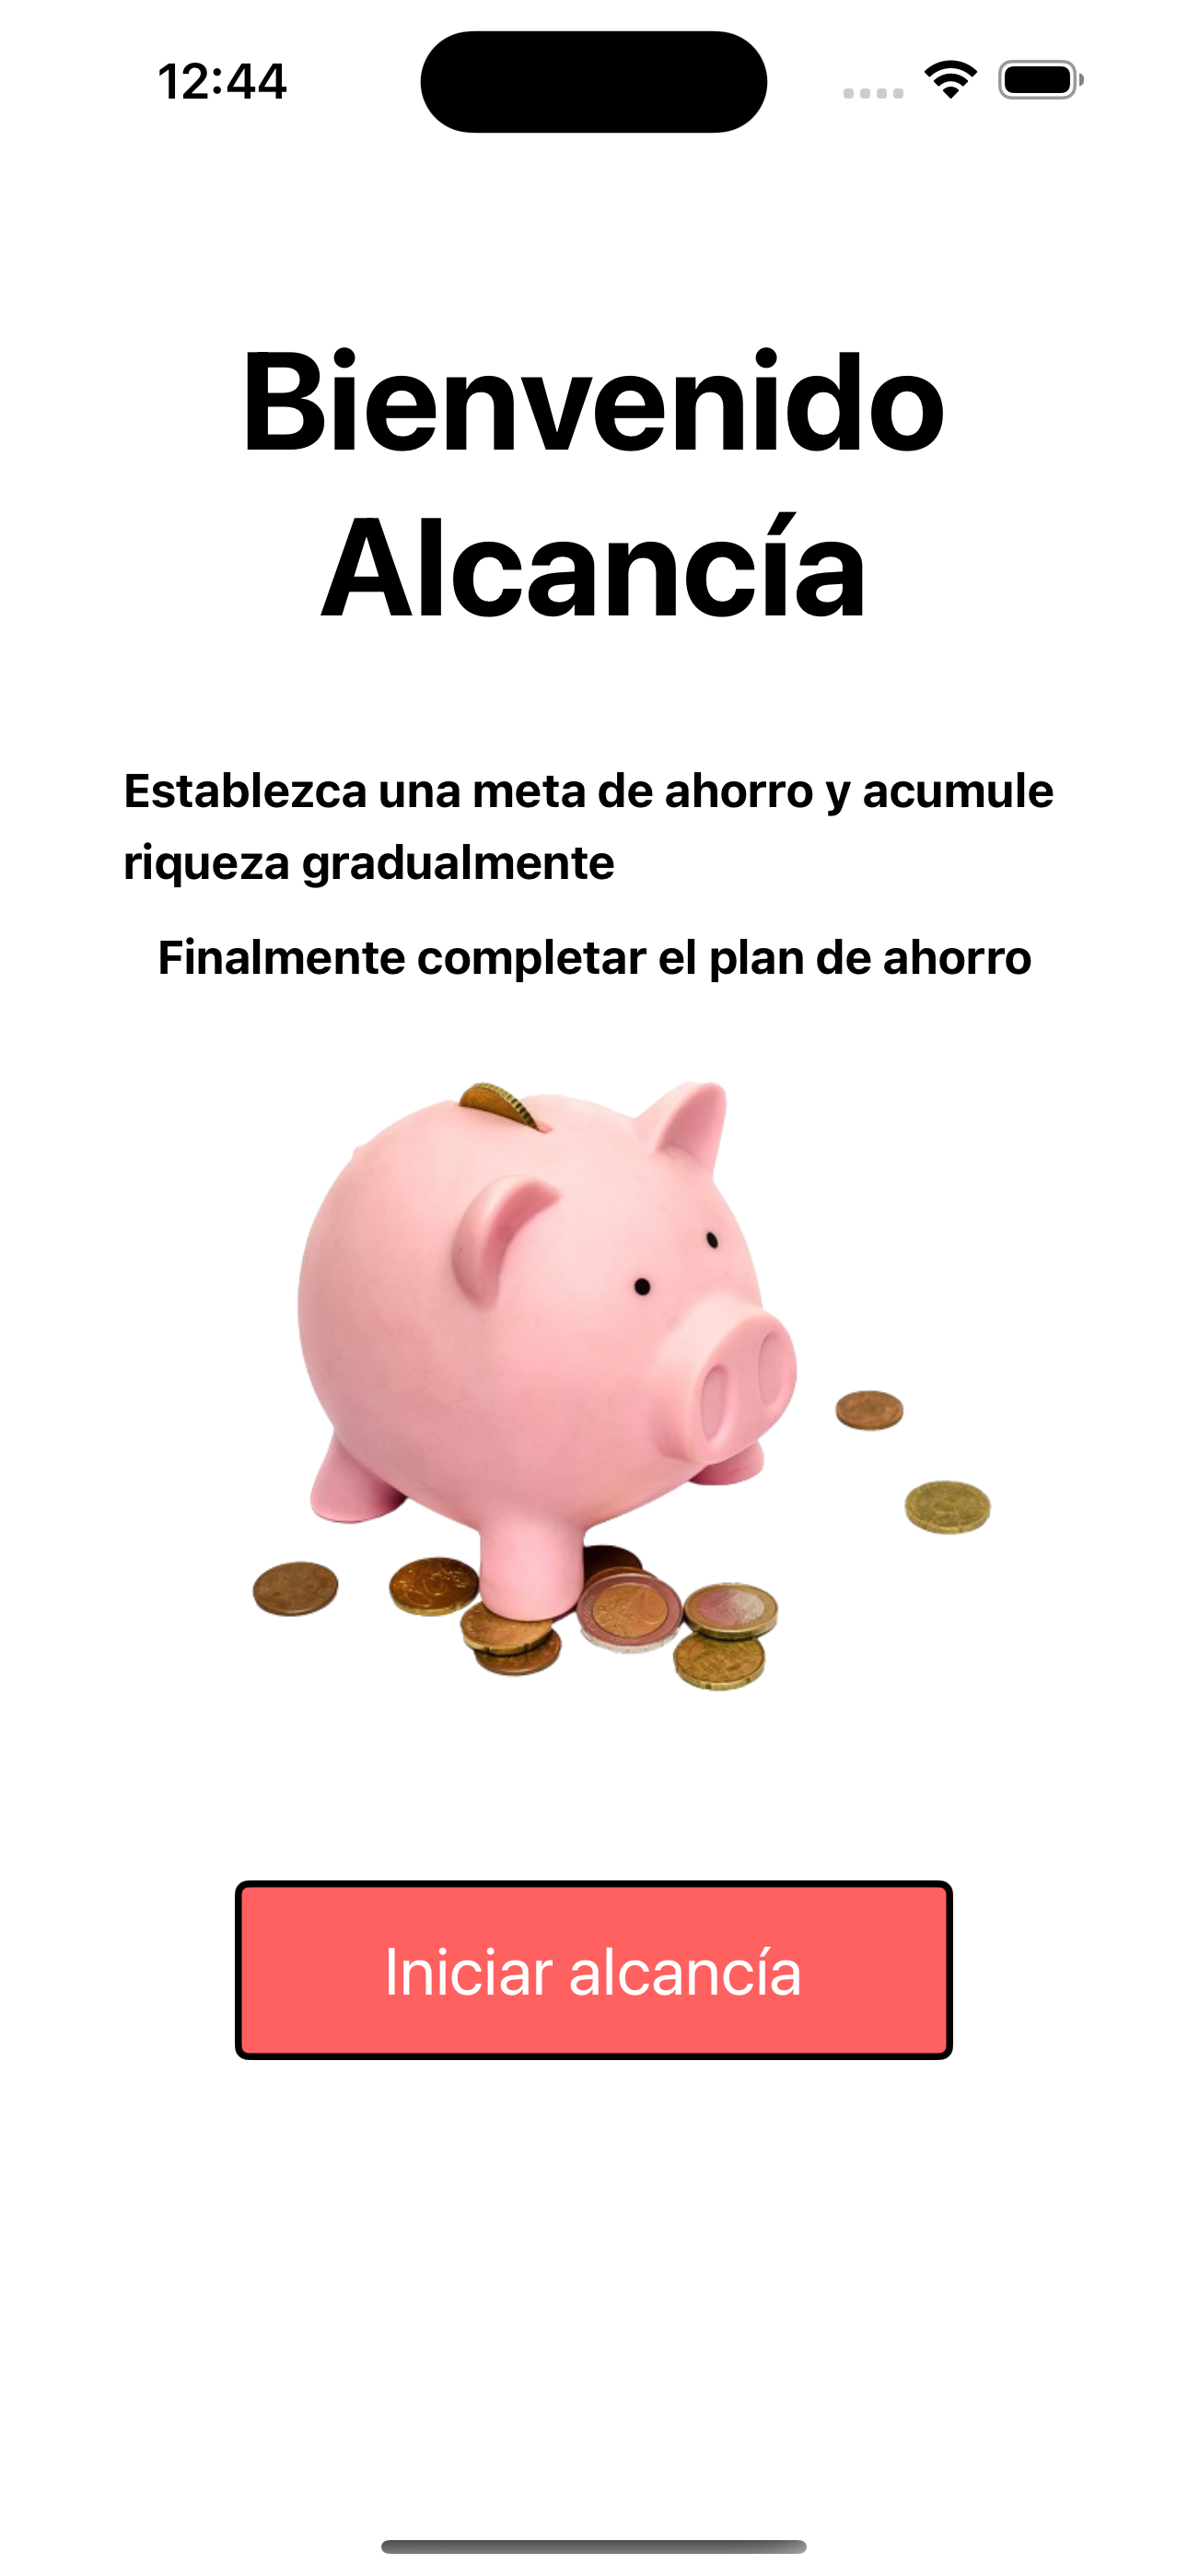 12:44
Bienvenido
Alcancía
Establezca una meta de ahorro y acumule
riqueza gradualmente
Finalmente completar el plan de ahorro
Iniciar alcancía